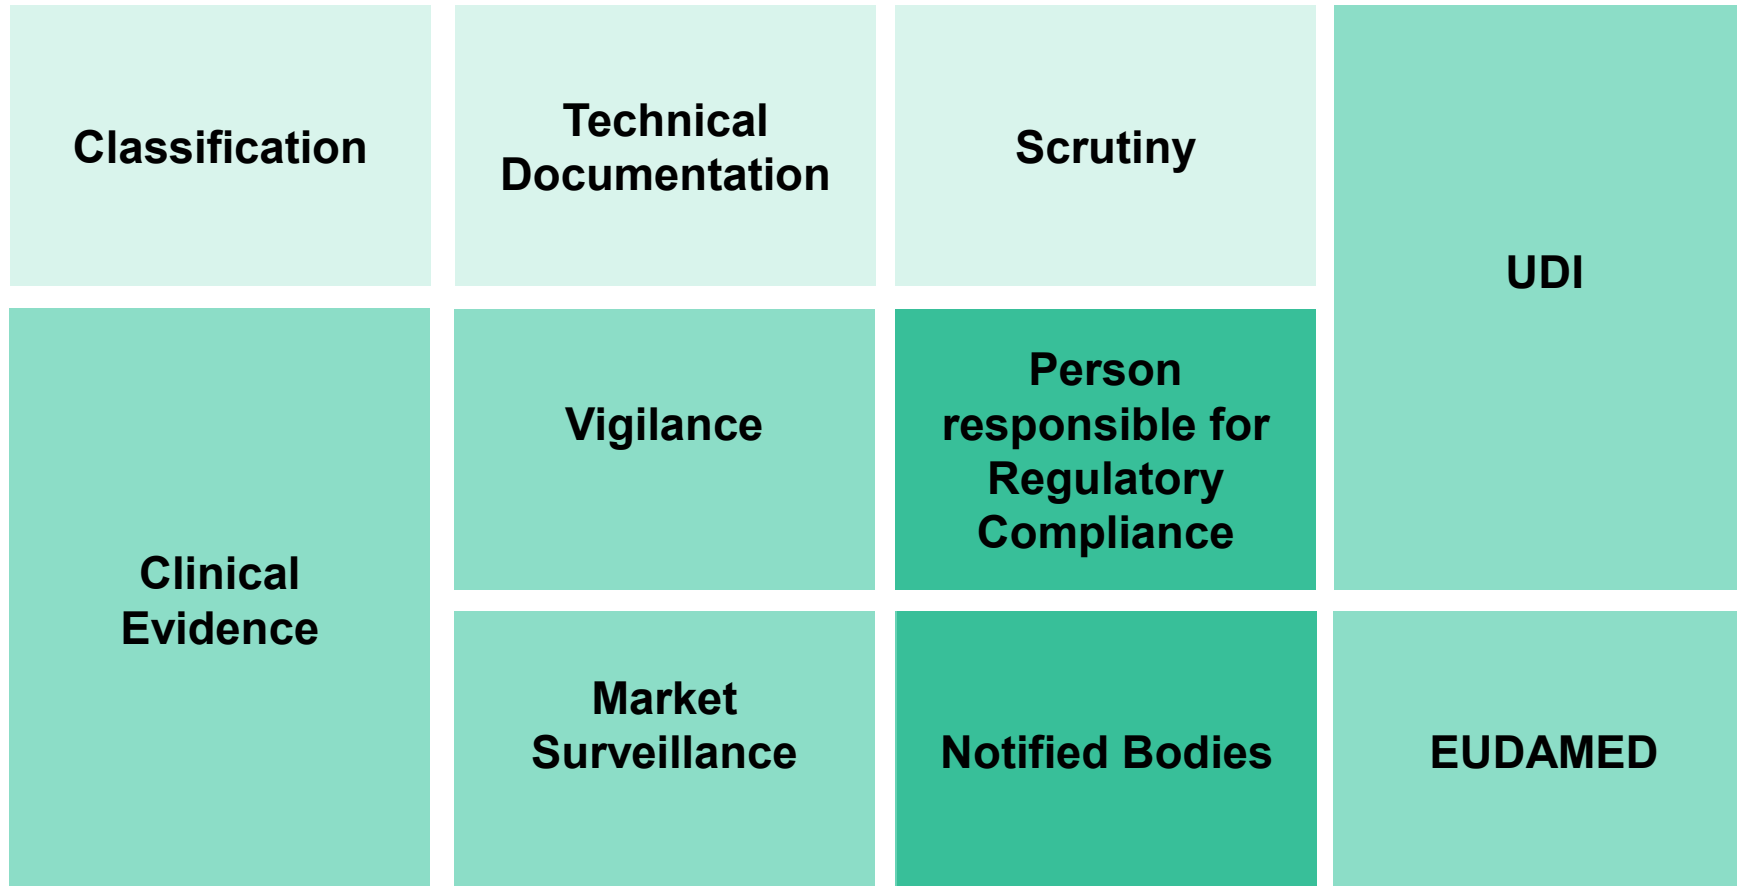 Classification
Technical
Documentation
Scrutiny
UDI
Clinical
Evidence
Vigilance
Person
responsible for
Regulatory
Compliance
Market
Surveillance
Notified Bodies
EUDAMED